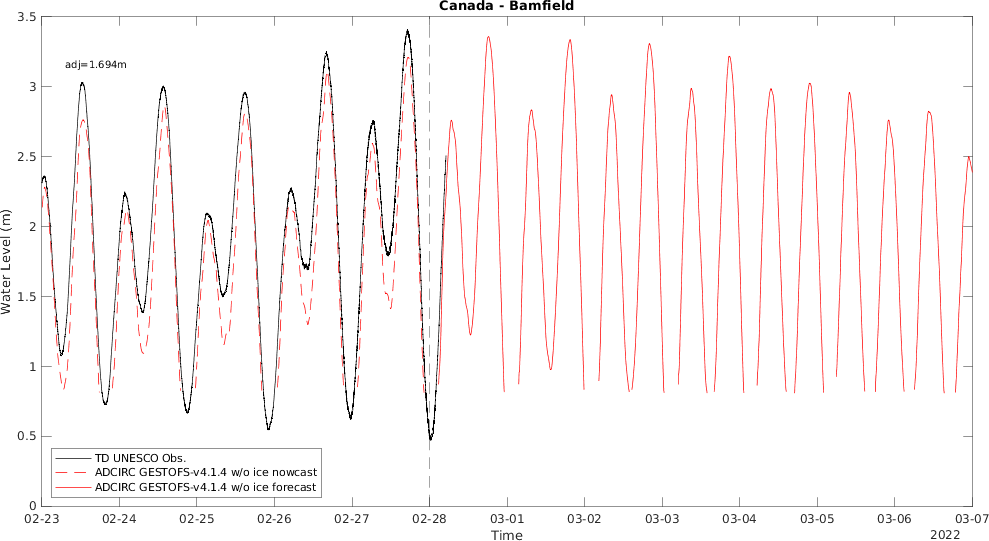 Canada - Bamfield
3.5
adj=1.694m
3
2.5
2
1.5
1
0.5
0
Water Level (m)
TD UNESCO Obs.
ADCIRC GESTOFS-v4.1.4 w/o ice nowcast
ADCIRC GESTOFS-v4.1.4 w/o ice forecast
02-23 02-24 02-25 02-26 02-27 02-28 03-01 03-02 03-03 03-04 03-05 03-06 03-07
Time
2022